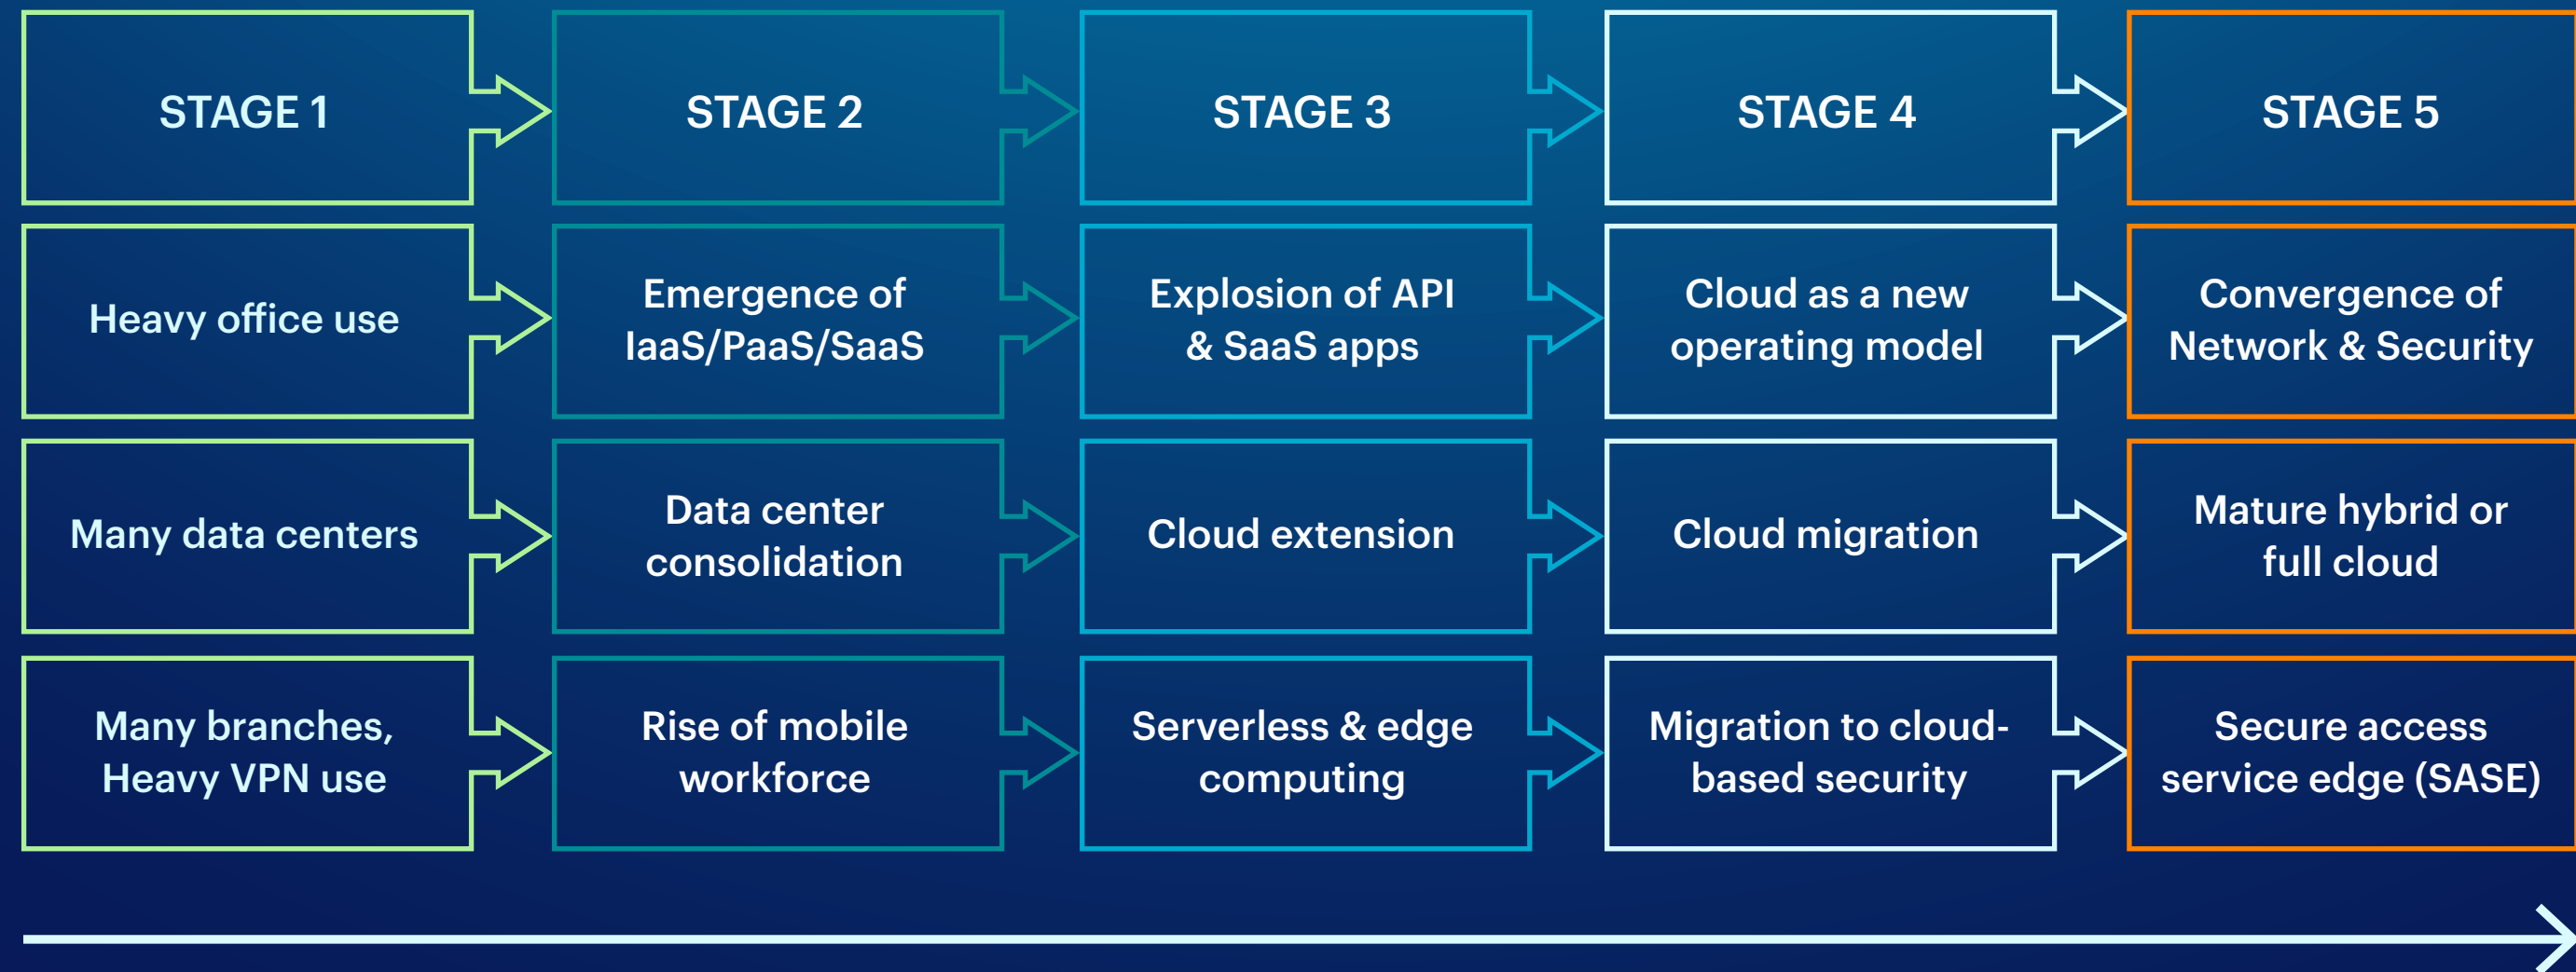 STAGE 1
STAGE 2
STAGE 3
STAGE 4
STAGE 5
Heavy office use
Emergence of
IaaS/PaaS/SaaS
Explosion of API
& SaaS apps
Cloud as a new
operating model
Convergence of
Network & Security
Many data centers
Data center
consolidation
Cloud extension
Cloud migration
Mature hybrid or
full cloud
Many branches,
Heavy VPN use
Rise of mobile
workforce
Serverless & edge
computing
Migration to cloud-
based security
Secure access
service edge (SASE)